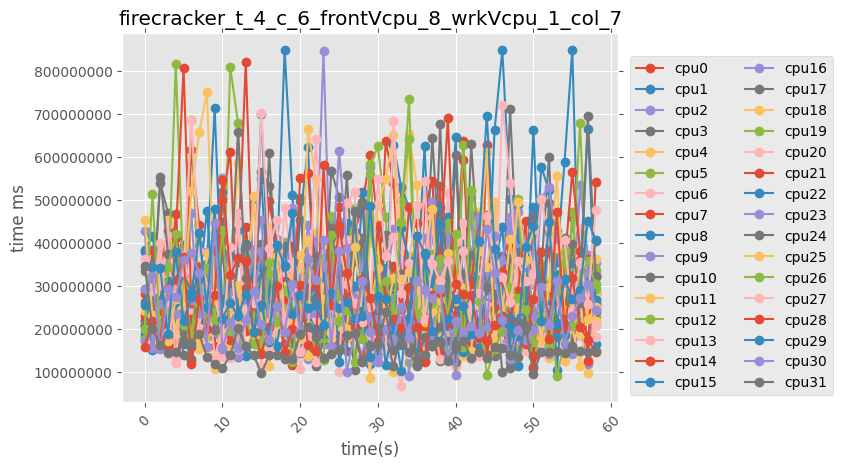 firecracker_t_4_c_6_frontVcpu_8_wrkVcpu_1_col_7
time ms
800000000
700000000
600000000
500000000
400000000
300000000
200000000
100000000
0
10
20
30
40
50
60
time(s)
cpu0
cpu1
cpu2
cpu3
cpu4
cpu5
cpu6
cpu7
cpu8
cpu9
cpu10
cpu11
cpu12
cpu13
cpu14
cpu15
cpu16
cpu17
cpu18
cpu19
cpu20
cpu21
cpu22
cpu23
cpu24
cpu25
cpu26
cpu27
cpu28
cpu29
cpu30
cpu31